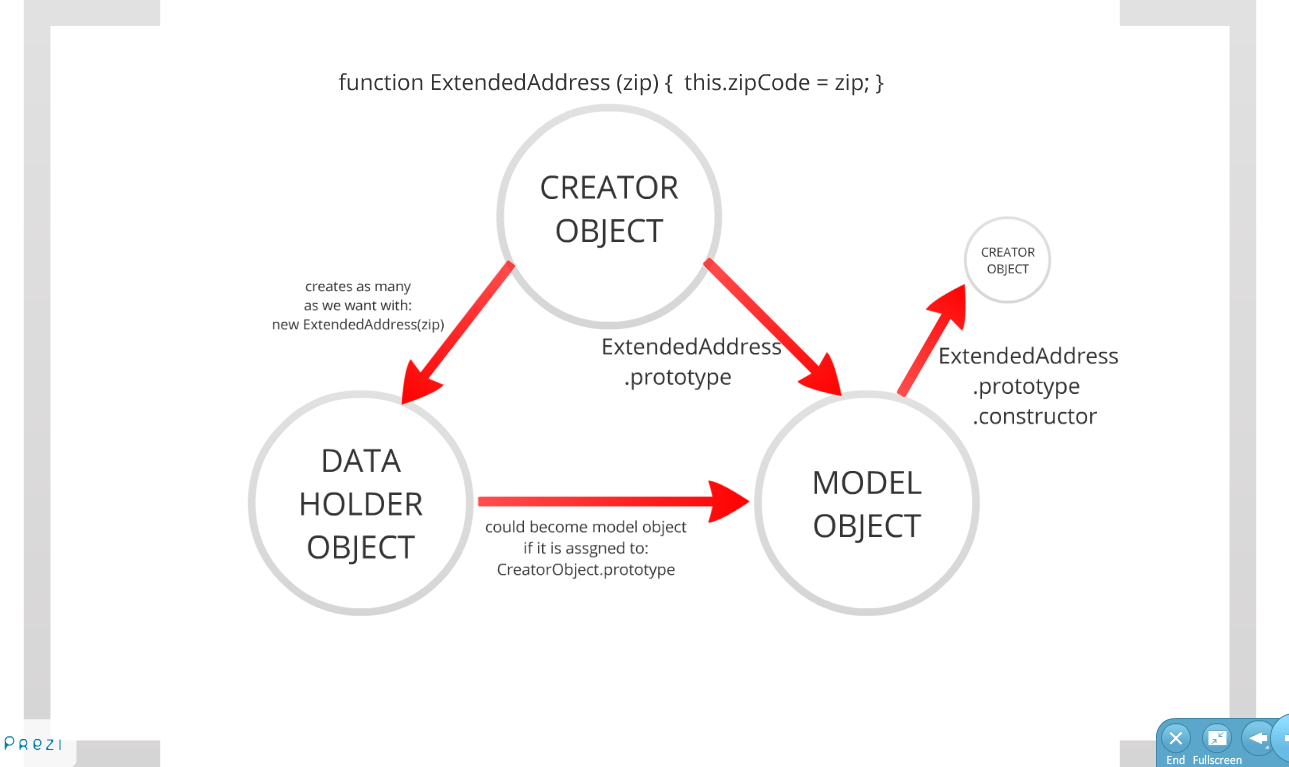 function ExtendedAddress (zip) {  this.zipCode = zip; }
CREATOR
OBJECT
CREATOR
OBJECT
creates as many
as we want with:
new ExtendedAddress(zip)
ExtendedAddress
.prototype
ExtendedAddress
.prototype
.constructor
DATA
HOLDER
OBJECT
MODEL
OBJECT
could become model object
if it is assgned to:
CreatorObject.prototype
Prezi
End
Fullscreen